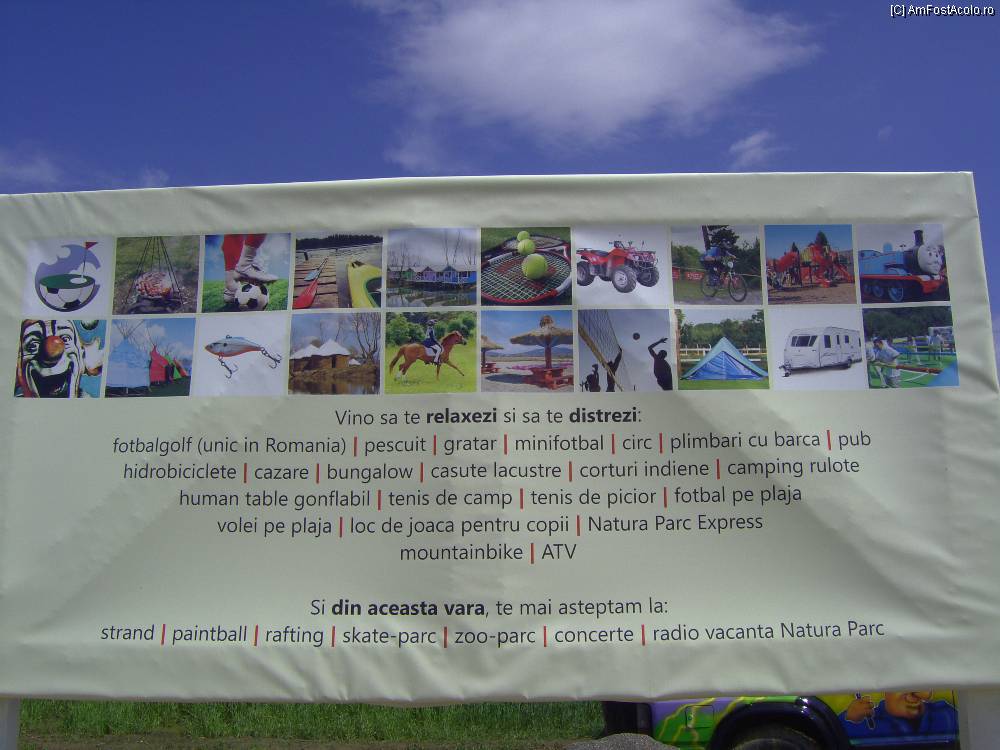 [C] AmFostAcolo.ro
Vino sa te relaxezi si sa te distrezi:
fotbalgolf (unic in Romania) | pescuit | gratar | minifotbal | circ | plimbari cu barca | pub
hidrobiciclete | cazare | bungalow | casute lacustre | corturi indiene | camping rulote
human table gonflabil | tenis de camp | tenis de picior | fotbal pe plaja
volei pe plaja | loc de joaca pentru copii | Natura Parc Express
mountainbike | ATV
Si din aceasta vara, te mai asteptam la:
strand | paintball | rafting | skate-parc | zoo-parc | concerte | radio vacanta Natura Parc